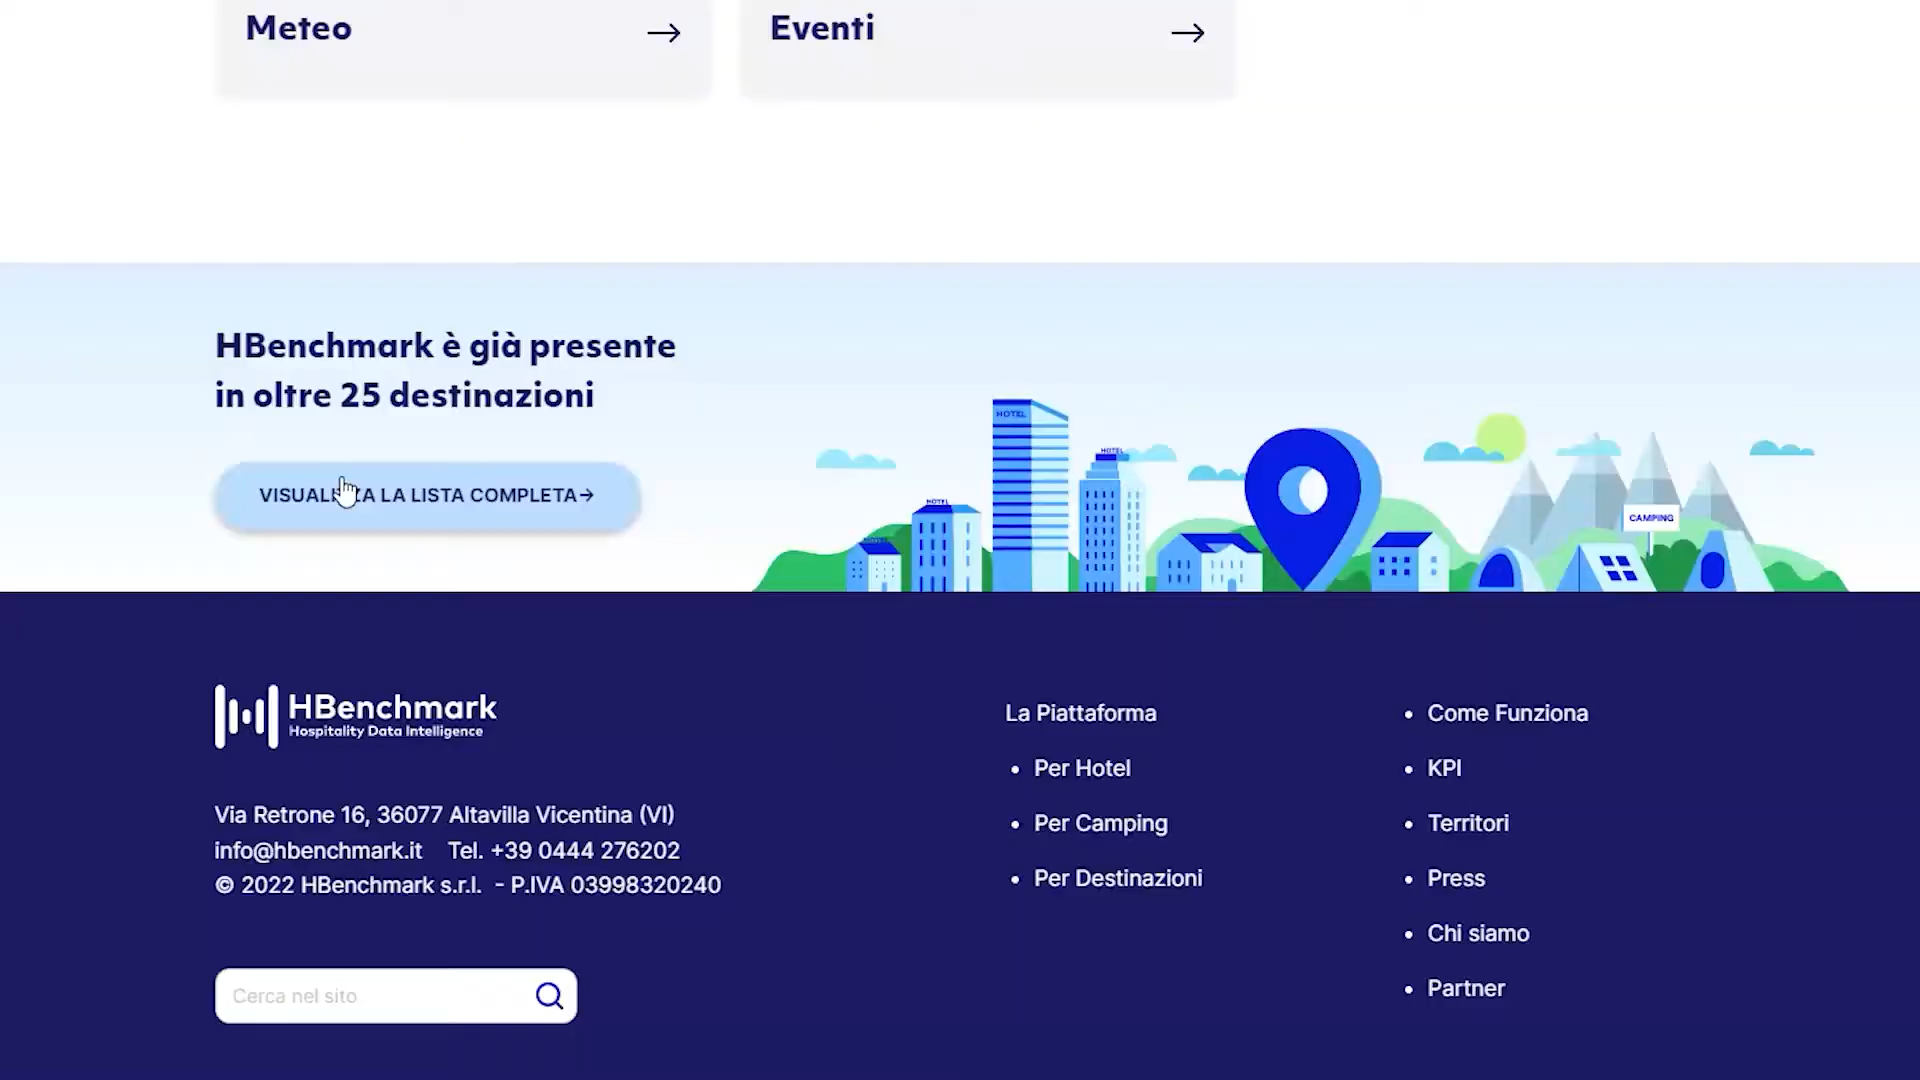 Meteo →
Eventi →
HBenchmark è già presente
in oltre 25 destinazioni
VISUALIZZA LA LISTA COMPLETA→
HOTEL
HOTEL
HOTEL
CAMPING
HBenchmark
Hospitality Data Intelligence
Via Retrone 16, 36077 Altavilla Vicentina (VI)
info@hbenchmark.it Tel. +39 0444 276202
© 2022 HBenchmark s.r.l. - P.IVA 03998320240
Cerca nel sito
La Piattaforma
• Per Hotel
• Per Camping
• Per Destinazioni
• Come Funziona
• KPI
• Territori
• Press
• Chi siamo
• Partner